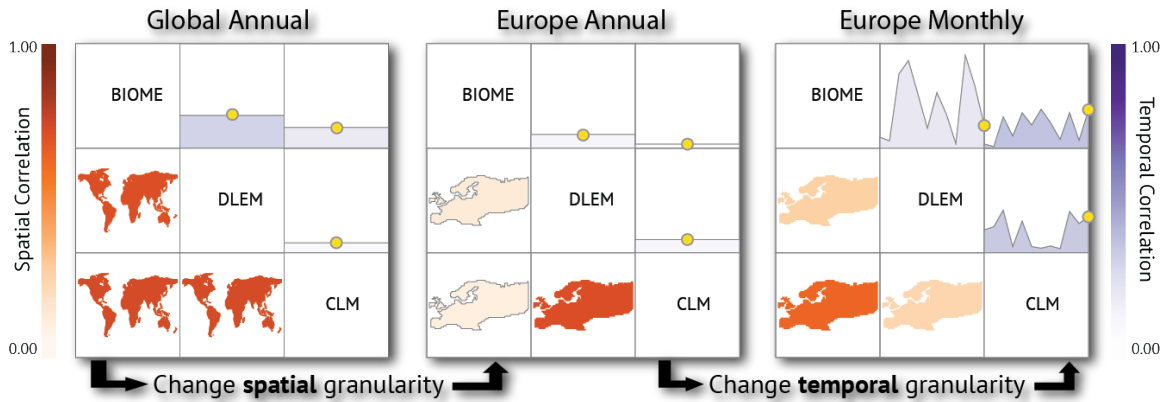 Global Annual
Europe Annual
Europe Monthly
1.00
Spatial Correlation
0.00
BIOME
DLEM
CLM
BIOME
DLEM
CLM
BIOME
DLEM
CLM
1.00
Temporal Correlation
0.00
Change spatial granularity
Change temporal granularity